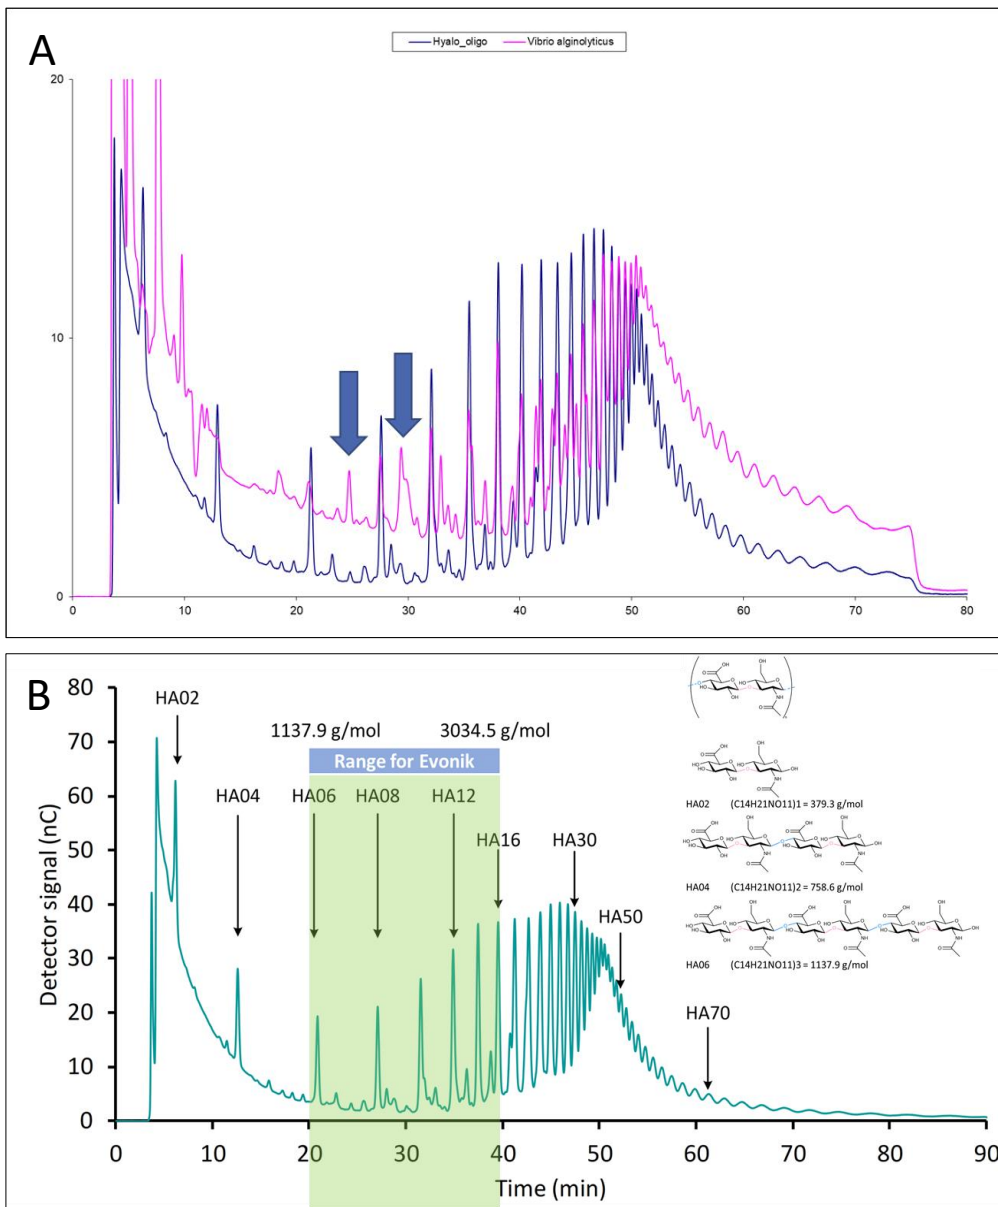 A
Hyalo_oligo
Vibrio alginolyticus
20
10
0
0
10
20
30
40
50
60
70
80
B
80
70
60
50
40
30
20
10
0
Detector signal (nC)
HA02
HA04
1137.9 g/mol
3034.5 g/mol
Range for Evonik
HA06
HA08
HA12
HA16
HA30
HA50
HA70
0
10
20
30
40
50
60
70
80
90
Time (min)
HA02 (C14H21NO11)1 = 379.3 g/mol
HA04 (C14H21NO11)2 = 758.6 g/mol
HA06 (C14H21NO11)3 = 1137.9 g/mol